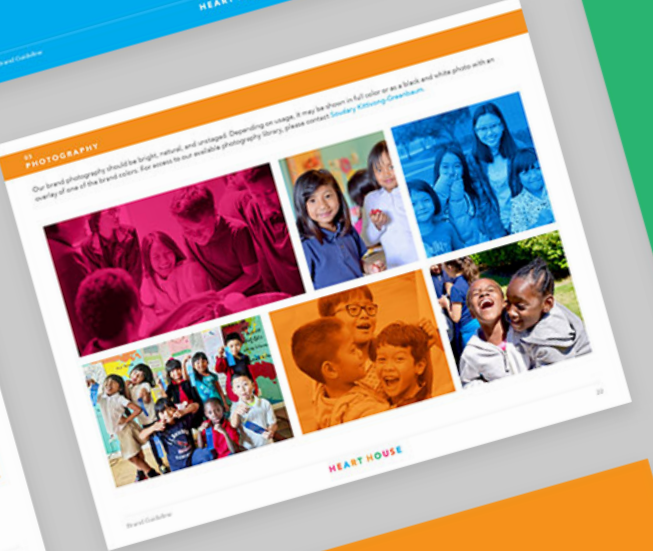 HEAR
Brand Guideline
03
PHOTOGRAPHY
Our brand photography should be bright, natural, and unstaged. Depending on usage, it may be shown in full color or as a black and white photo with an
overlay of one of the brand colors. For access to our available photography library, please contact Soudary Kittivong-Greenbaum.
HEART HOUSE
Brand Guideline